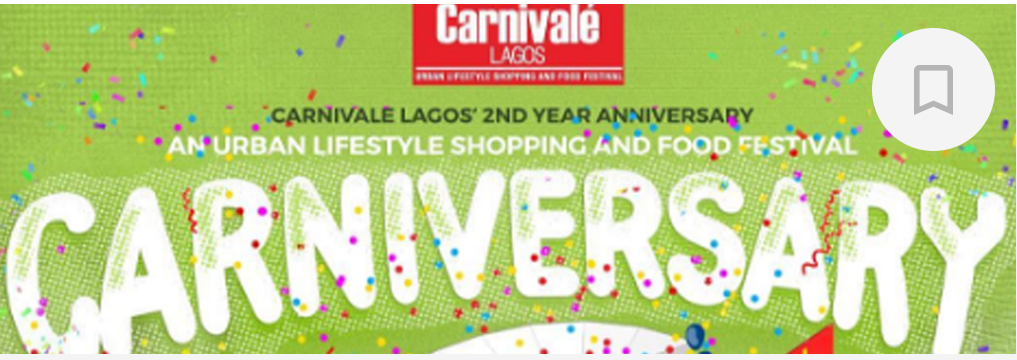 Carnivalé
LAGOS
URBAN LIFESTYLE SHOPPING AND FOOD FESTIVAL
CARNIVALE LAGOS' 2ND YEAR ANNIVERSARY
AN URBAN LIFESTYLE SHOPPING AND FOOD FESTIVAL
CARNIVERSARY